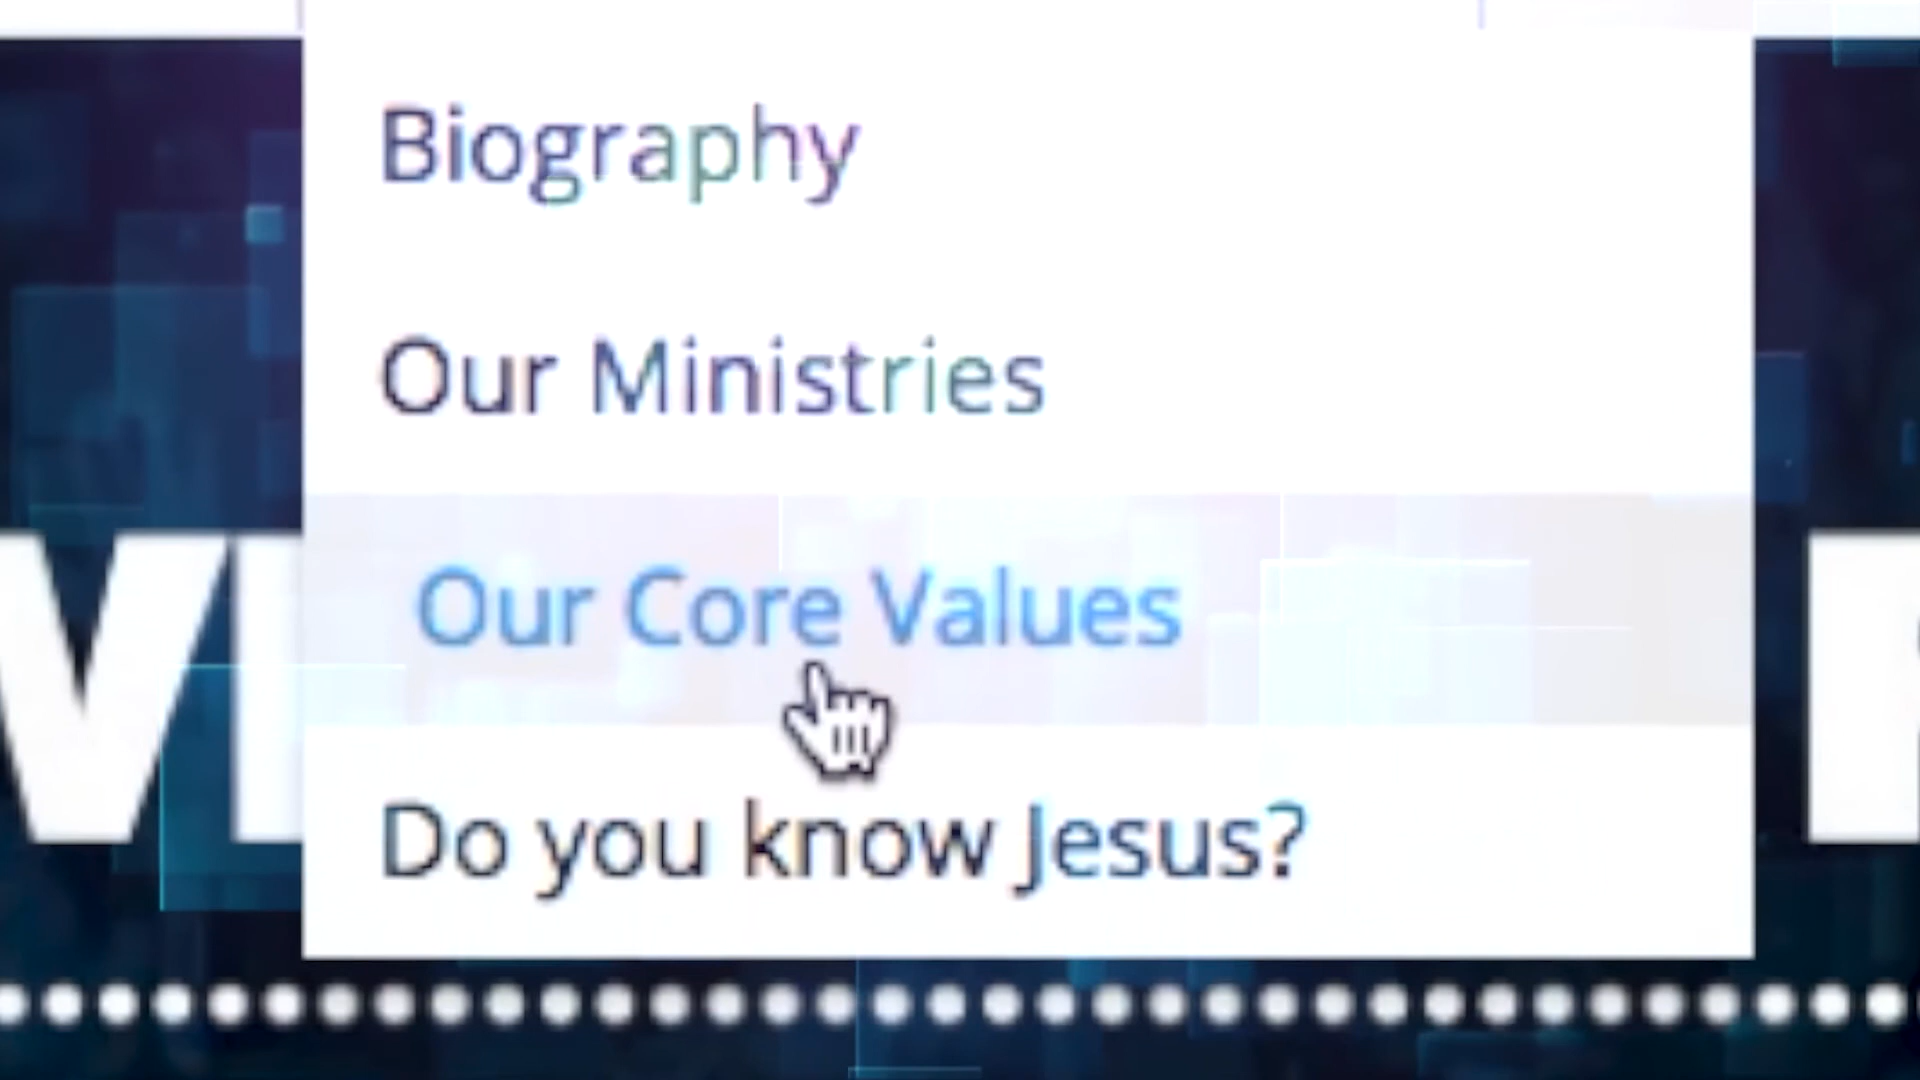 Biography
Our Ministries
Our Core Values
Do you know Jesus?